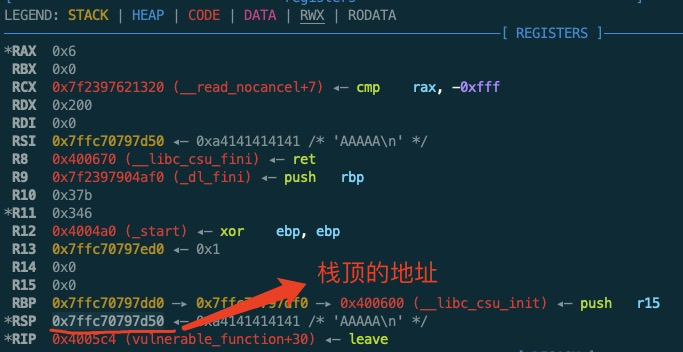 LEGEND: STACK | HEAP | CODE | DATA | RWX | RODATA
[ REGISTERS ]
*RAX 0x6
RBX 0x0
RCX 0x7f2397621320 (__read_nocancel+7) ◂— cmp rax, -0xfff
RDX 0x200
RDI 0x0
RSI 0x7ffc70797d50 ◂— 0xa4141414141 /* 'AAAAA\n' */
R8 0x400670 (__libc_csu_fini) ◂— ret
R9 0x7f2397904af0 (_dl_fini) ◂— push rbp
R10 0x37b
*R11 0x346
R12 0x4004a0 (_start) ◂— xor ebp, ebp
R13 0x7ffc70797ed0 ◂— 0x1
R14 0x0
栈顶的地址
R15 0x0
RBP 0x7ffc70797dd0 —▸ —▸ 0x400600 (__libc_csu_init) ◂— push r15
*RSP 0x7ffc70797d50 ◂— 0xa4141414141 /* 'AAAAA\n' */
*RIP 0x4005c4 (vulnerable_function+30) ◂— leave